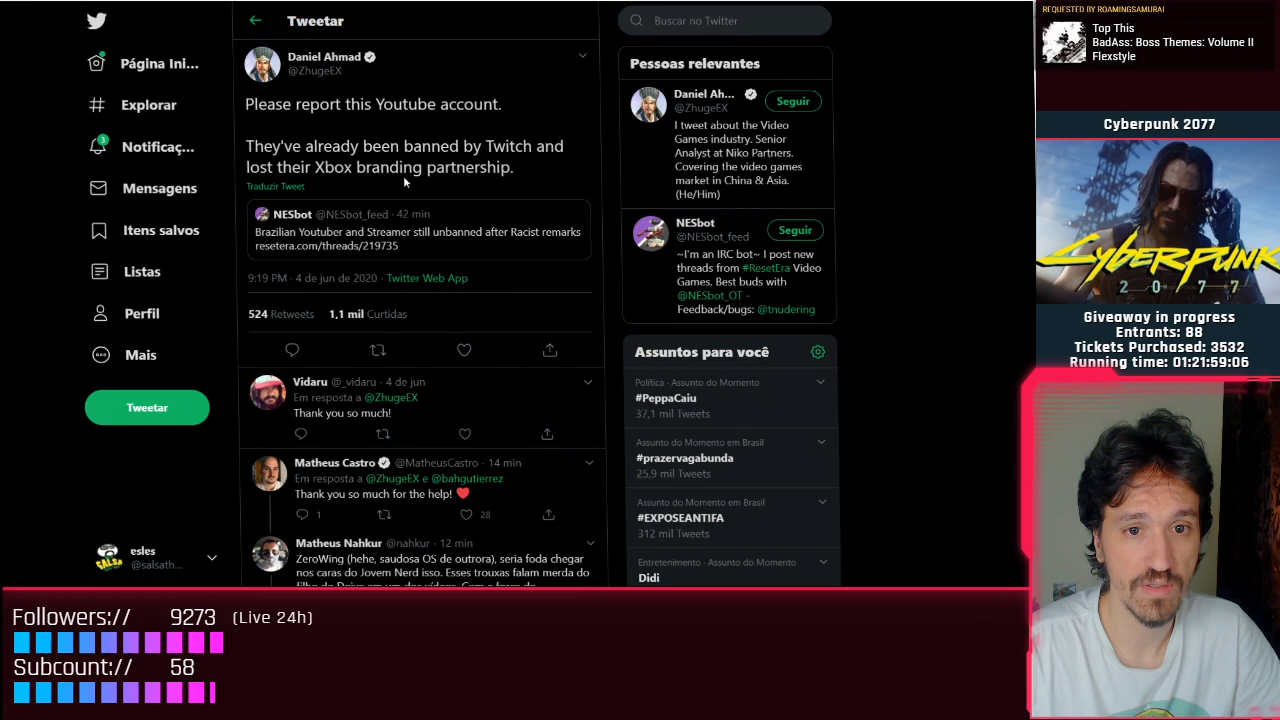 Tweetar
Buscar no Twitter
Página Ini...
Explorar
Notificaç...
3
Mensagens
Itens salvos
Listas
Perfil
Mais
Tweetar
esles
@salsath...
Daniel Ahmad
@ZhugeEX
Please report this Youtube account.
They've already been banned by Twitch and
lost their Xbox branding partnership.
Traduzir Tweet
NESbot @NESbot_feed · 42 min
Brazilian Youtuber and Streamer still unbanned after Racist remarks
resetera.com/threads/219735
9:19 PM · 4 de jun de 2020 · Twitter Web App
524 Retweets 1,1 mil Curtidas
Vidaru @_vidaru · 4 de jun
Em resposta a @ZhugeEX
Thank you so much!
Matheus Castro @MatheusCastro · 14 min
Em resposta a @ZhugeEX e @bahgutierrez
Thank you so much for the help! ❤
1 28
Matheus Nahkur @nahkur · 12 min
ZeroWing (hehe, saudosa OS de outrora), seria foda chegar
nos caras do Jovem Nerd isso. Esses trouxas falam merda do
Pessoas relevantes
Daniel Ah...
@ZhugeEX
Seguir
I tweet about the Video
Games industry. Senior
Analyst at Niko Partners.
Covering the video games
market in China & Asia.
(He/Him)
NESbot
@NESbot_feed
Seguir
~I'm an IRC bot~ I post new
threads from #ResetEra Video
Games. Best buds with
@NESbot_OT -
Feedback/bugs: @tnudering
Assuntos para você
Política · Assunto do Momento
#PeppaCaiu
37,1 mil Tweets
Assunto do Momento em Brasil
#prazervagabunda
25,9 mil Tweets
Assunto do Momento em Brasil
#EXPOSEANTIFA
312 mil Tweets
Entretenimento · Assunto do Momento
Didi
REQUESTED BY ROAMINGSAMURAI
Top This
BadAss: Boss Themes: Volume II
Flexstyle
Cyberpunk 2077
CYBERPUNK
2077
Giveaway in progress
Entrants: 88
Tickets Purchased: 3532
Running time: 01:21:59:06
Followers:// 9273 (Live 24h)
Subcount:// 58